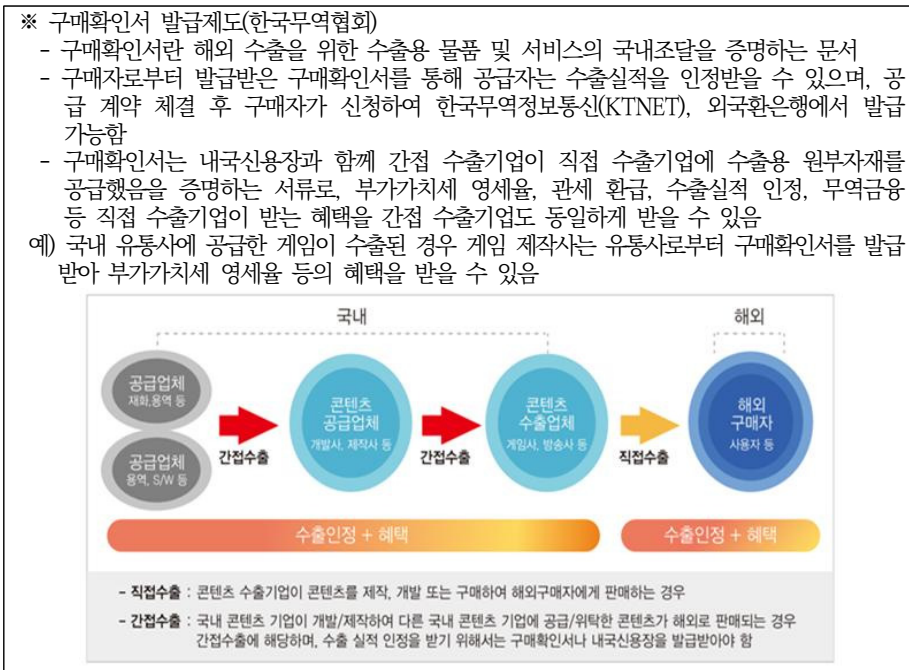 ※ 구매확인서 발급제도(한국무역협회)
- 구매확인서란 해외 수출을 위한 수출용 물품 및 서비스의 국내조달을 증명하는 문서
- 구매자로부터 발급받은 구매확인서를 통해 공급자는 수출실적을 인정받을 수 있으며, 공
급 계약 체결 후 구매자가 신청하여 한국무역정보통신(KTNET), 외국환은행에서 발급
가능함
- 구매확인서는 내국신용장과 함께 간접 수출기업이 직접 수출기업에 수출용 원부자재를
공급했음을 증명하는 서류로, 부가가치세 영세율, 관세 환급, 수출실적 인정, 무역금융
등 직접 수출기업이 받는 혜택을 간접 수출기업도 동일하게 받을 수 있음
예) 국내 유통사에 공급한 게임이 수출된 경우 게임 제작사는 유통사로부터 구매확인서를 발급
받아 부가가치세 영세율 등의 혜택을 받을 수 있음
국내
해외
공급업체
재화,용역 등
공급업체
용역, S/W 등
간접수출
콘텐츠
공급업체
개발사, 제작사 등
간접수출
콘텐츠
수출업체
게임사, 방송사 등
직접수출
해외
구매자
사용자 등
수출인정 + 혜택
수출인정 + 혜택
- 직접수출 : 콘텐츠 수출기업이 콘텐츠를 제작, 개발 또는 구매하여 해외구매자에게 판매하는 경우
- 간접수출 : 국내 콘텐츠 기업이 개발/제작하여 다른 국내 콘텐츠 기업에 공급/위탁한 콘텐츠가 해외로 판매되는 경우
간접수출에 해당하며, 수출 실적 인정을 받기 위해서는 구매확인서나 내국신용장을 발급받아야 함